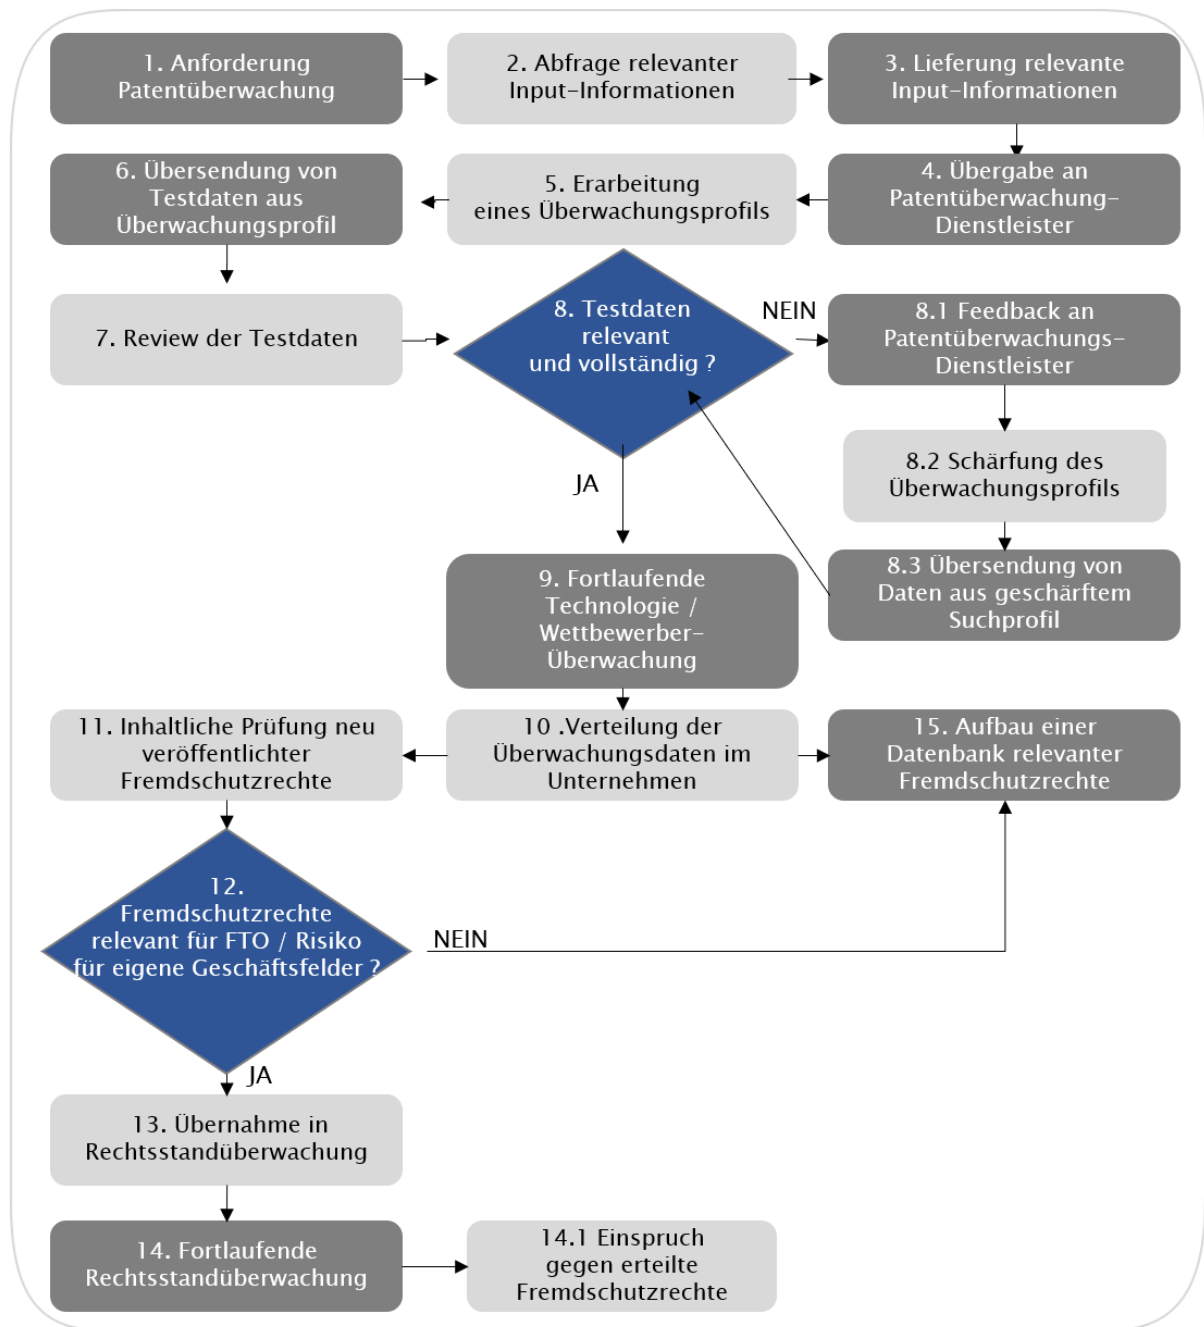 1. Anforderung
Patentüberwachung
2. Abfrage relevanter
Input-Informationen
3. Lieferung relevante
Input-Informationen
6. Übersendung von
Testdaten aus
Überwachungsprofil
5. Erarbeitung
eines Überwachungsprofils
4. Übergabe an
Patentüberwachung-
Dienstleister
7. Review der Testdaten
8. Testdaten
relevant
und vollständig ?
NEIN
8.1 Feedback an
Patentüberwachungs-
Dienstleister
JA
8.2 Schärfung des
Überwachungsprofils
8.3 Übersendung von
Daten aus geschärftem
Suchprofil
9. Fortlaufende
Technologie /
Wettbewerber-
Überwachung
11. Inhaltliche Prüfung neu
veröffentlichter
Fremdschutzrechte
10 .Verteilung der
Überwachungsdaten im
Unternehmen
15. Aufbau einer
Datenbank relevanter
Fremdschutzrechte
12.
Fremdschutzrechte
relevant für FTO / Risiko
für eigene Geschäftsfelder ?
NEIN
JA
13. Übernahme in
Rechtsstandüberwachung
14. Fortlaufende
Rechtsstandüberwachung
14.1 Einspruch
gegen erteilte
Fremdschutzrechte